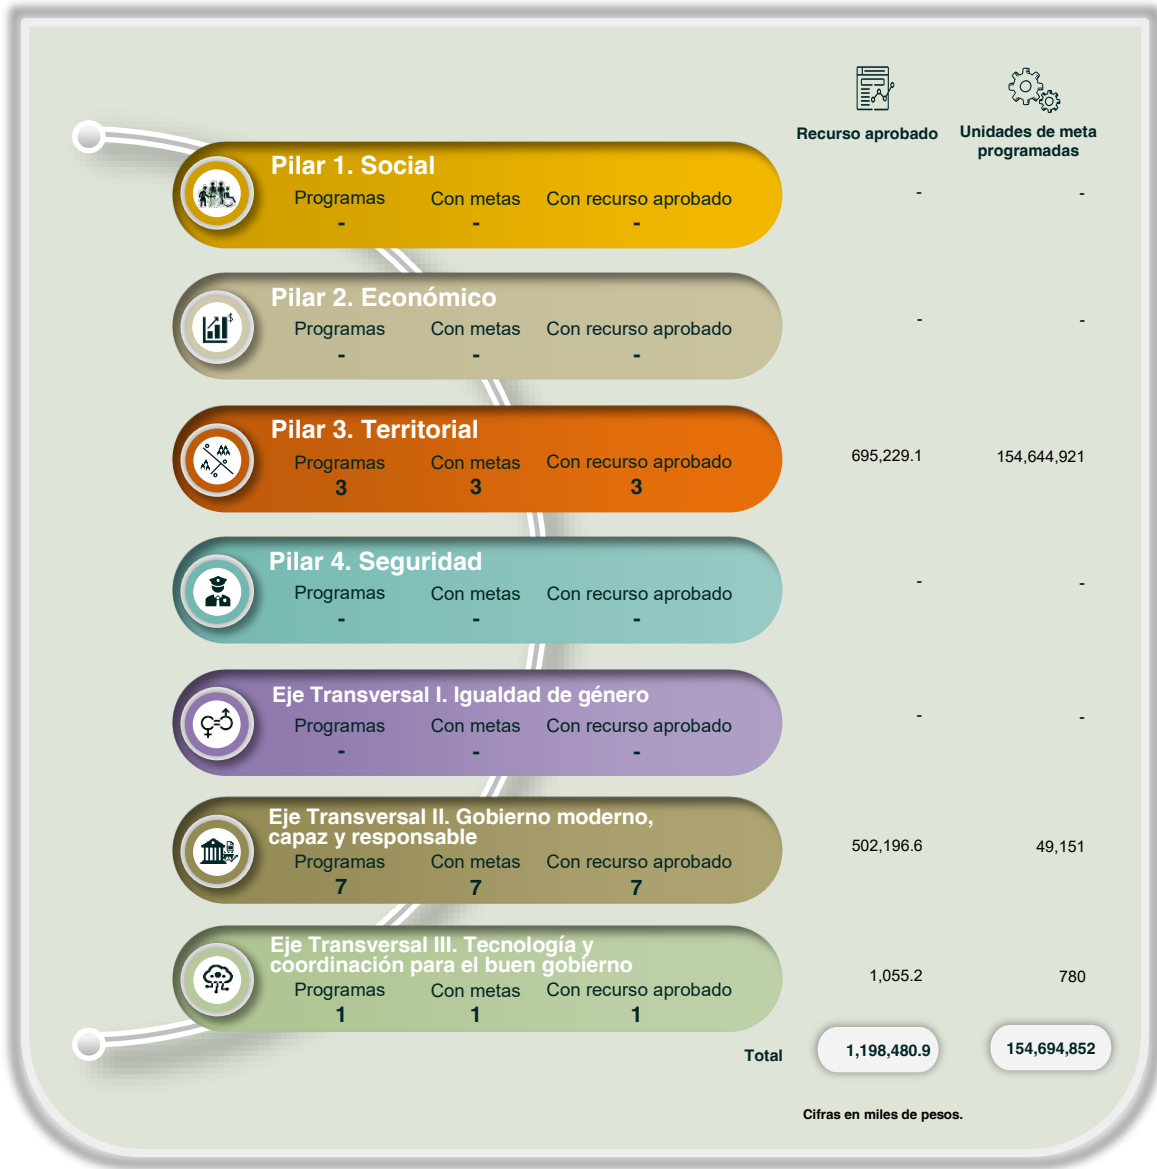 Recurso aprobado
Unidades de meta
programadas
Pilar 1. Social
Programas Con metas Con recurso aprobado
- - -
- -
Pilar 2. Económico
Programas Con metas Con recurso aprobado
- - -
- -
Pilar 3. Territorial
Programas Con metas Con recurso aprobado
3 3 3
695,229.1 154,644,921
Pilar 4. Seguridad
Programas Con metas Con recurso aprobado
- - -
- -
Eje Transversal I. Igualdad de género
Programas Con metas Con recurso aprobado
- - -
- -
Eje Transversal II. Gobierno moderno,
capaz y responsable
Programas Con metas Con recurso aprobado
7 7 7
502,196.6 49,151
Eje Transversal III. Tecnología y
coordinación para el buen gobierno
Programas Con metas Con recurso aprobado
1 1 1
1,055.2 780
Total 1,198,480.9 154,694,852
Cifras en miles de pesos.